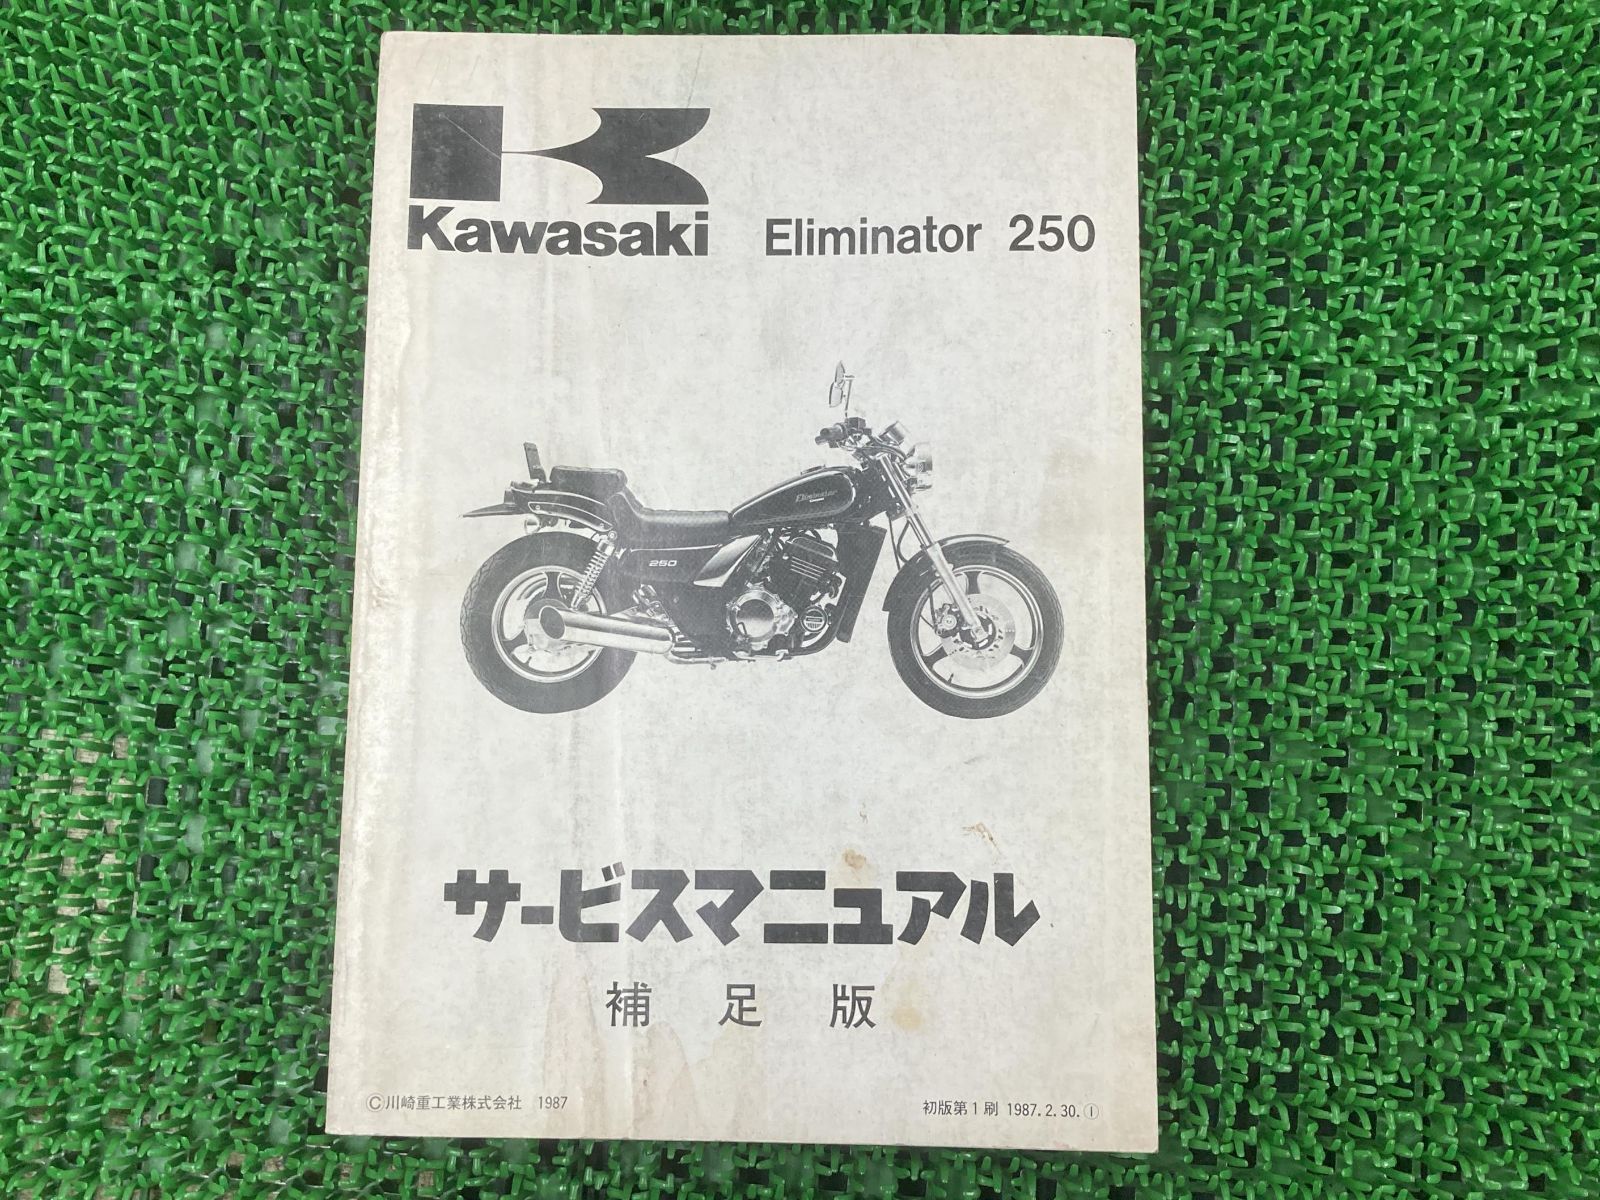 Kawasaki Eliminator 250
Eliminator
250
サービスマニュアル
補足版
©川崎重工業株式会社 1987
初版第1刷 1987.2.30.①